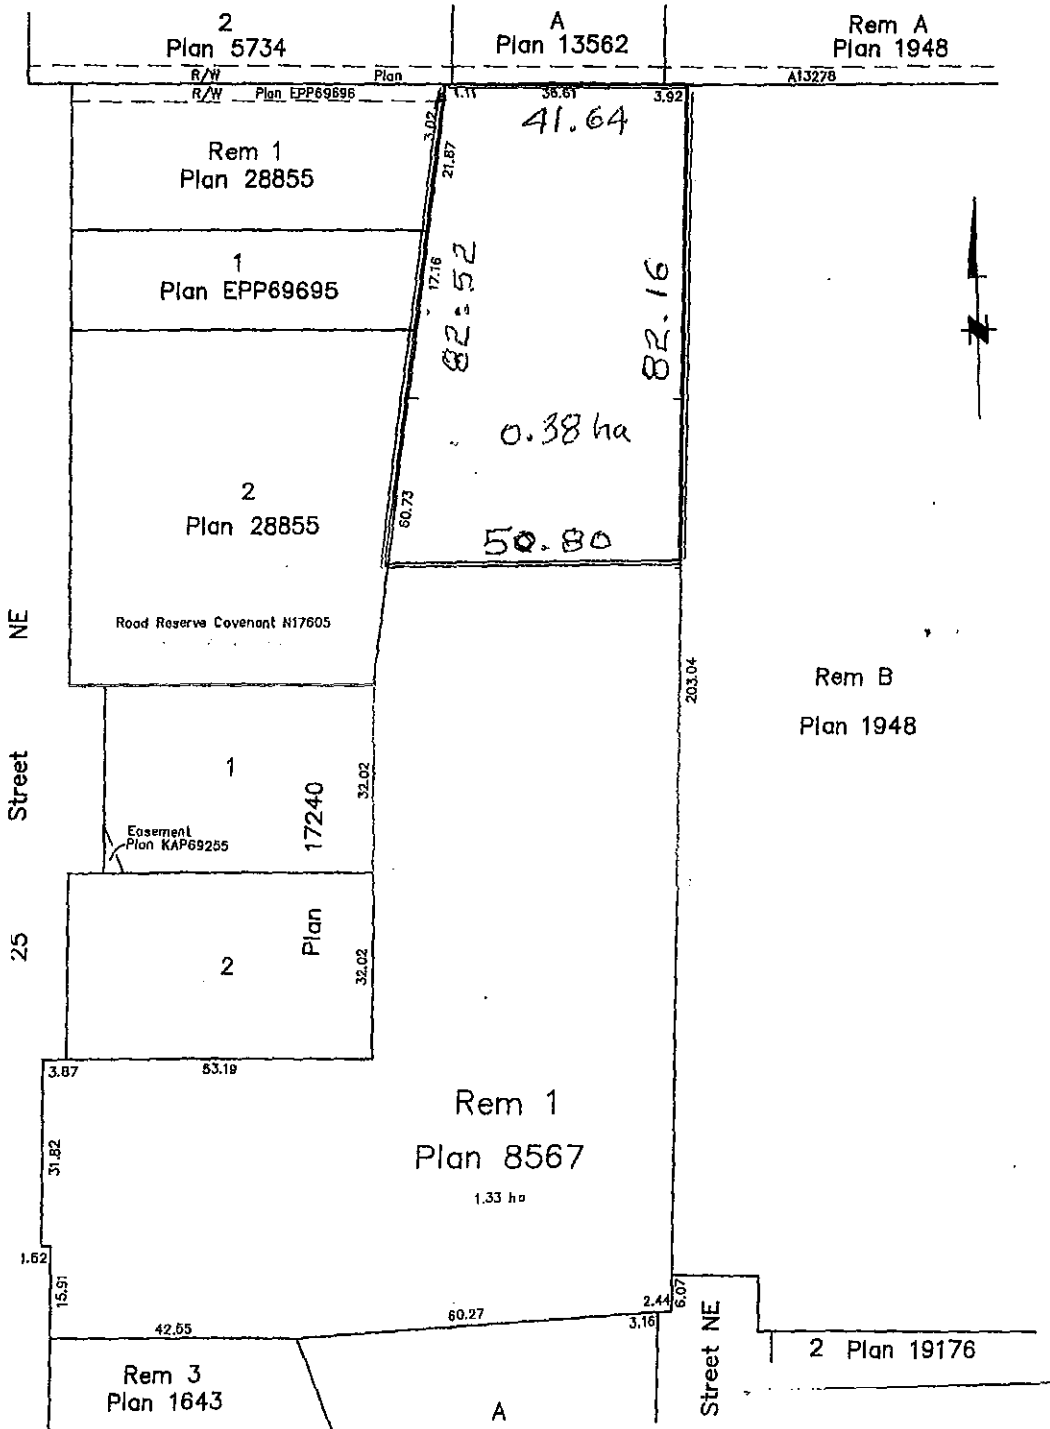 2
Plan 5734
A
Plan 13562
Rem A
Plan 1948
R/W Plan A13278
R/W Plan EPP69696
1.11 36.61 3.92
41.64
3.02
21.87
Rem 1
Plan 28855
1
Plan EPP69695
17.16
82.52
82.16
0.38 ha
2
Plan 28855
60.73
50.80
Road Reserve Covenant N17605
25 Street NE
203.04
Rem B
Plan 1948
1
32.02
Plan 17240
Easement
Plan KAP69255
2
32.02
3.87 53.19
31.82
Rem 1
Plan 8567
1.33 ha
1.62
15.91
42.55
60.27
2.44
3.16
6.07
Street NE
2 Plan 19176
Rem 3
Plan 1643
A